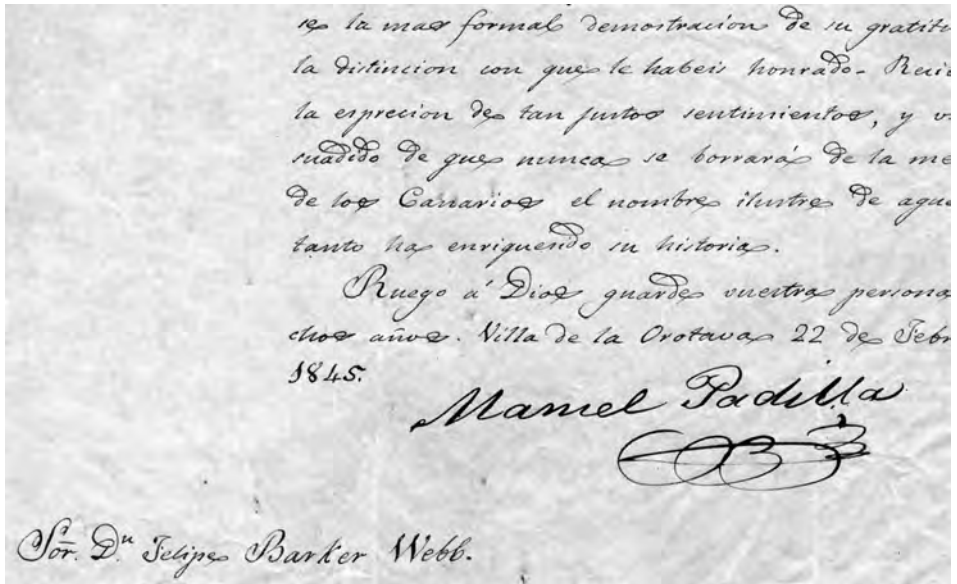 se la mas formal demostracion de su gratitu
la distincion con que le habeis honrado. Reci
la esprecion de tan justos sentimientos, y v
suadido de que nunca se borrará de la me
de los Canarios el nombre ilustre de aque
tanto ha enriquecido su historia.
Ruego á Dios guarde vuestra persona
chos años. Villa de la Orotava 22 de Febr
1845.
Manuel Padilla
Sor. Dn Felipe Barker Webb.